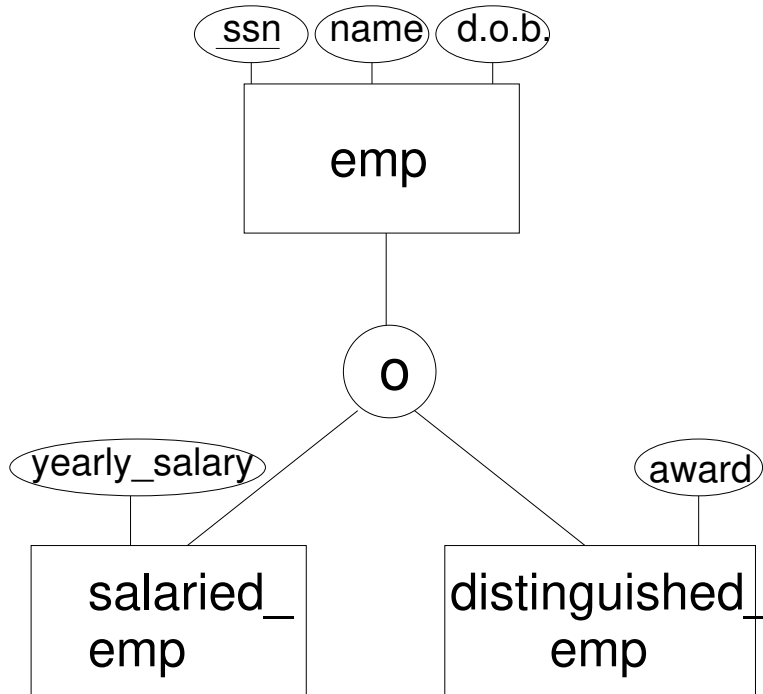 ssn name d.o.b.
emp
o
yearly_salary award
salaried_ distinguished_
emp emp